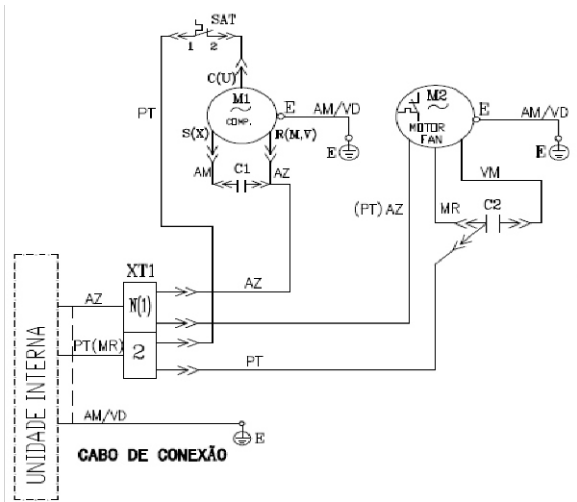 SAT
1 2
C(U)
PT
M1
COMP.
E
AM/VD
E
S(X)
R(M,V)
AM
C1
AZ
M2
MOTOR
FAN
E
AM/VD
E
VM
(PT)AZ
MR
C2
XT1
AZ
N(1)
AZ
PT(MR)
2
PT
UNIDADE INTERNA
AM/VD
E
CABO DE CONEXÃO